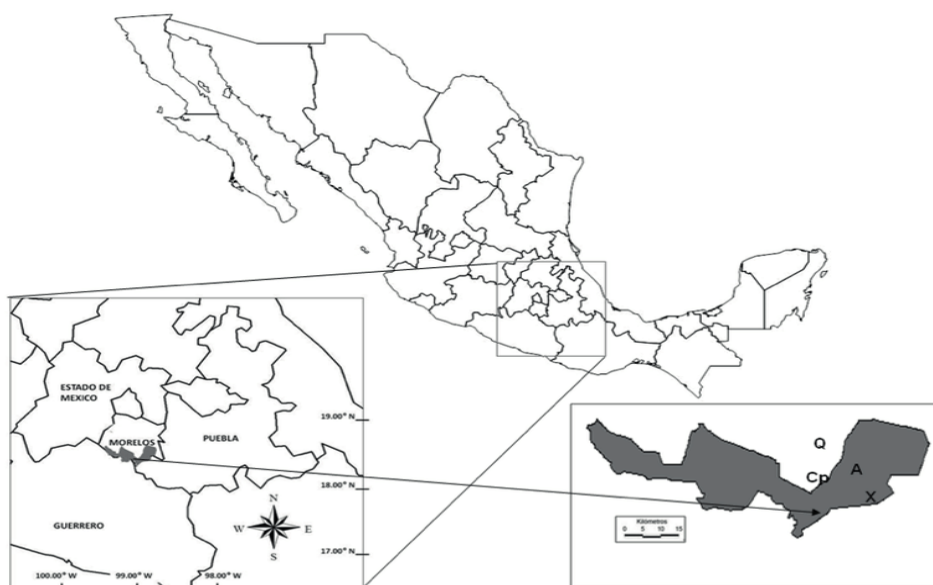 ESTADO DE
MEXICO
MORELOS
PUEBLA
GUERRERO
19.00° N
18.00° N
17.00° N
100.00° W
99.00° W
98.00° W
N
W
E
S
Q
Cp
A
X
Kilómetros
0 5 10 15